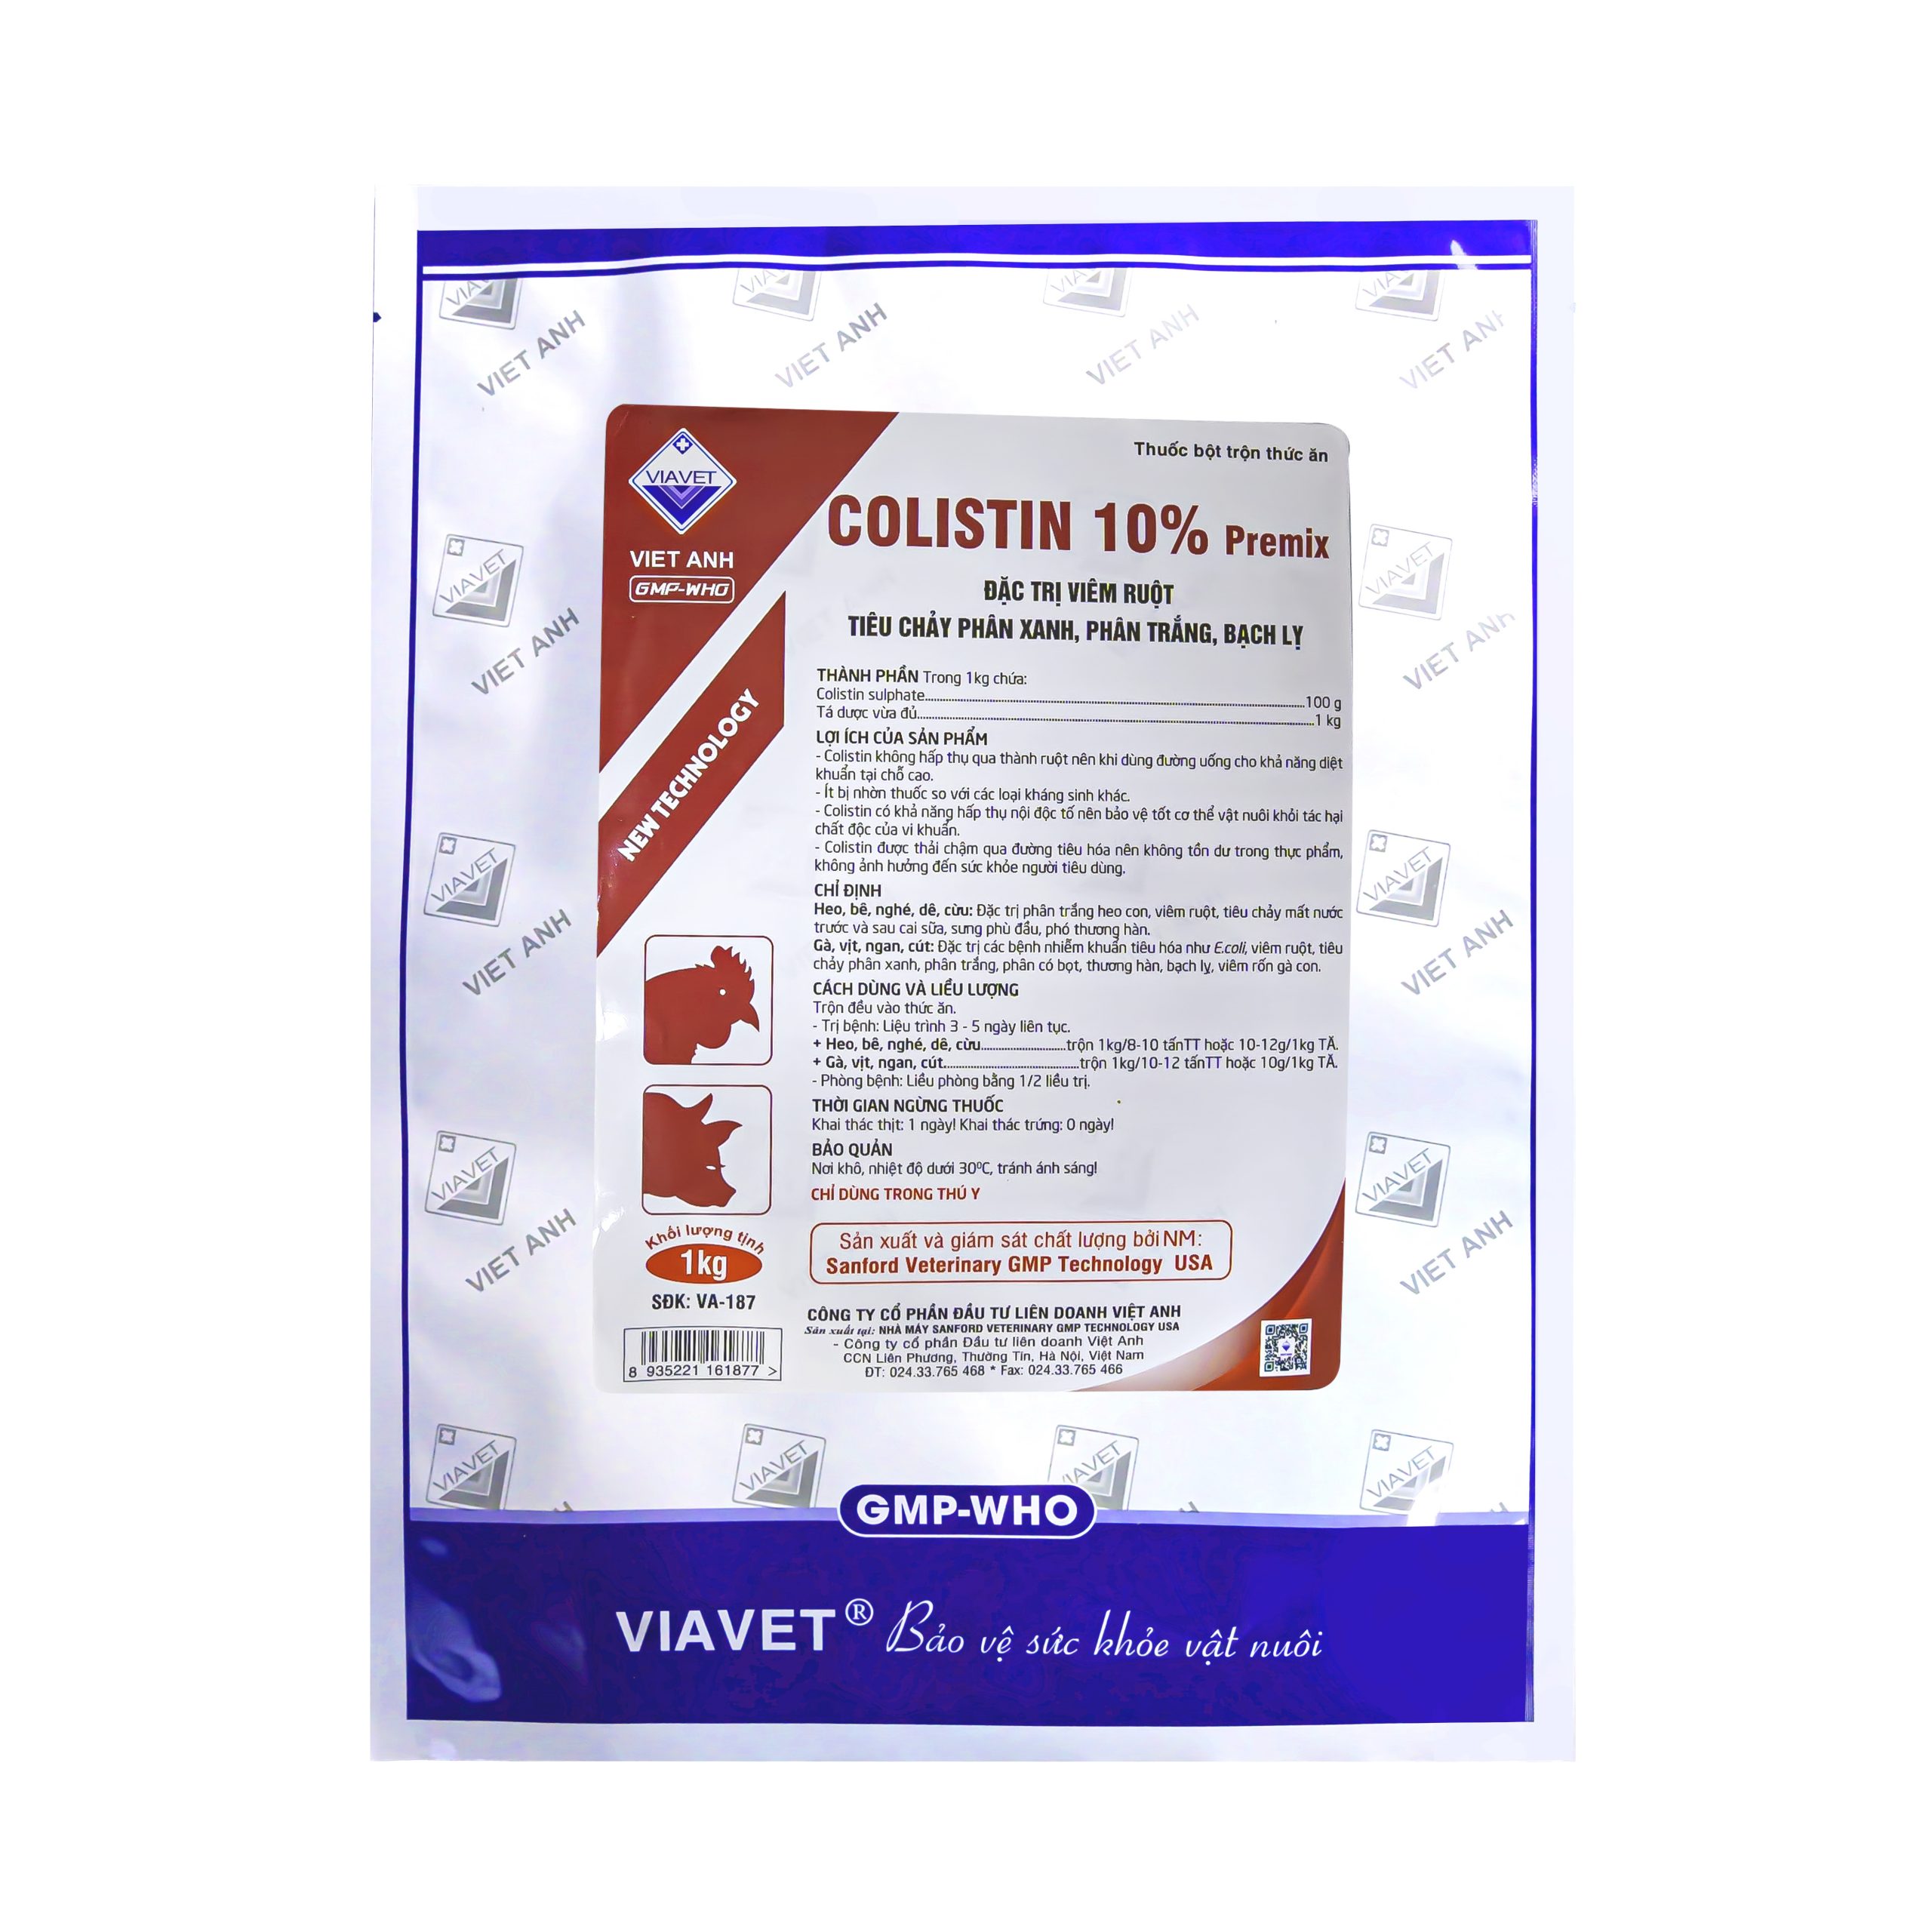 VIAVET
VIET ANH
GMP-WHO
NEW TECHNOLOGY
Thuốc bột trộn thức ăn
COLISTIN 10% Premix
ĐẶC TRỊ VIÊM RUỘT
TIÊU CHẢY PHÂN XANH, PHÂN TRẮNG, BẠCH LỴ
THÀNH PHẦN Trong 1kg chứa:
Colistin sulphate.....100 g
Tá dược vừa đủ.....1 kg
LỢI ÍCH CỦA SẢN PHẨM
- Colistin không hấp thụ qua thành ruột nên khi dùng đường uống cho khả năng diệt
khuẩn tại chỗ cao.
- Ít bị nhờn thuốc so với các loại kháng sinh khác.
- Colistin có khả năng hấp thụ nội độc tố nên bảo vệ tốt cơ thể vật nuôi khỏi tác hại
chất độc của vi khuẩn.
- Colistin được thải chậm qua đường tiêu hóa nên không tồn dư trong thực phẩm,
không ảnh hưởng đến sức khỏe người tiêu dùng.
CHỈ ĐỊNH
Heo, bê, nghé, dê, cừu: Đặc trị phân trắng heo con, viêm ruột, tiêu chảy mất nước
trước và sau cai sữa, sưng phù đầu, phó thương hàn.
Gà, vịt, ngan, cút: Đặc trị các bệnh nhiễm khuẩn tiêu hóa như E.coli, viêm ruột, tiêu
chảy phân xanh, phân trắng, phân có bọt, thương hàn, bạch lỵ, viêm rốn gà con.
CÁCH DÙNG VÀ LIỀU LƯỢNG
Trộn đều vào thức ăn.
- Trị bệnh: Liệu trình 3 - 5 ngày liên tục.
+ Heo, bê, nghé, dê, cừu.....trộn 1kg/8-10 tấnTT hoặc 10-12g/1kg TĂ.
+ Gà, vịt, ngan, cút.....trộn 1kg/10-12 tấnTT hoặc 10g/1kg TĂ.
- Phòng bệnh: Liều phòng bằng 1/2 liều trị.
THỜI GIAN NGỪNG THUỐC
Khai thác thịt: 1 ngày! Khai thác trứng: 0 ngày!
BẢO QUẢN
Nơi khô, nhiệt độ dưới 30ºC, tránh ánh sáng!
CHỈ DÙNG TRONG THÚ Y
Khối lượng tịnh
1kg
SĐK: VA-187
8 935221 161877 >
Sản xuất và giám sát chất lượng bởi NM:
Sanford Veterinary GMP Technology USA
CÔNG TY CỔ PHẦN ĐẦU TƯ LIÊN DOANH VIỆT ANH
Sản xuất tại: NHÀ MÁY SANFORD VETERINARY GMP TECHNOLOGY USA
- Công ty cổ phần Đầu tư liên doanh Việt Anh
CCN Liên Phương, Thường Tín, Hà Nội, Việt Nam
ĐT: 024.33.765 468 * Fax: 024.33.765 466
GMP-WHO
VIAVET® Bảo vệ sức khỏe vật nuôi